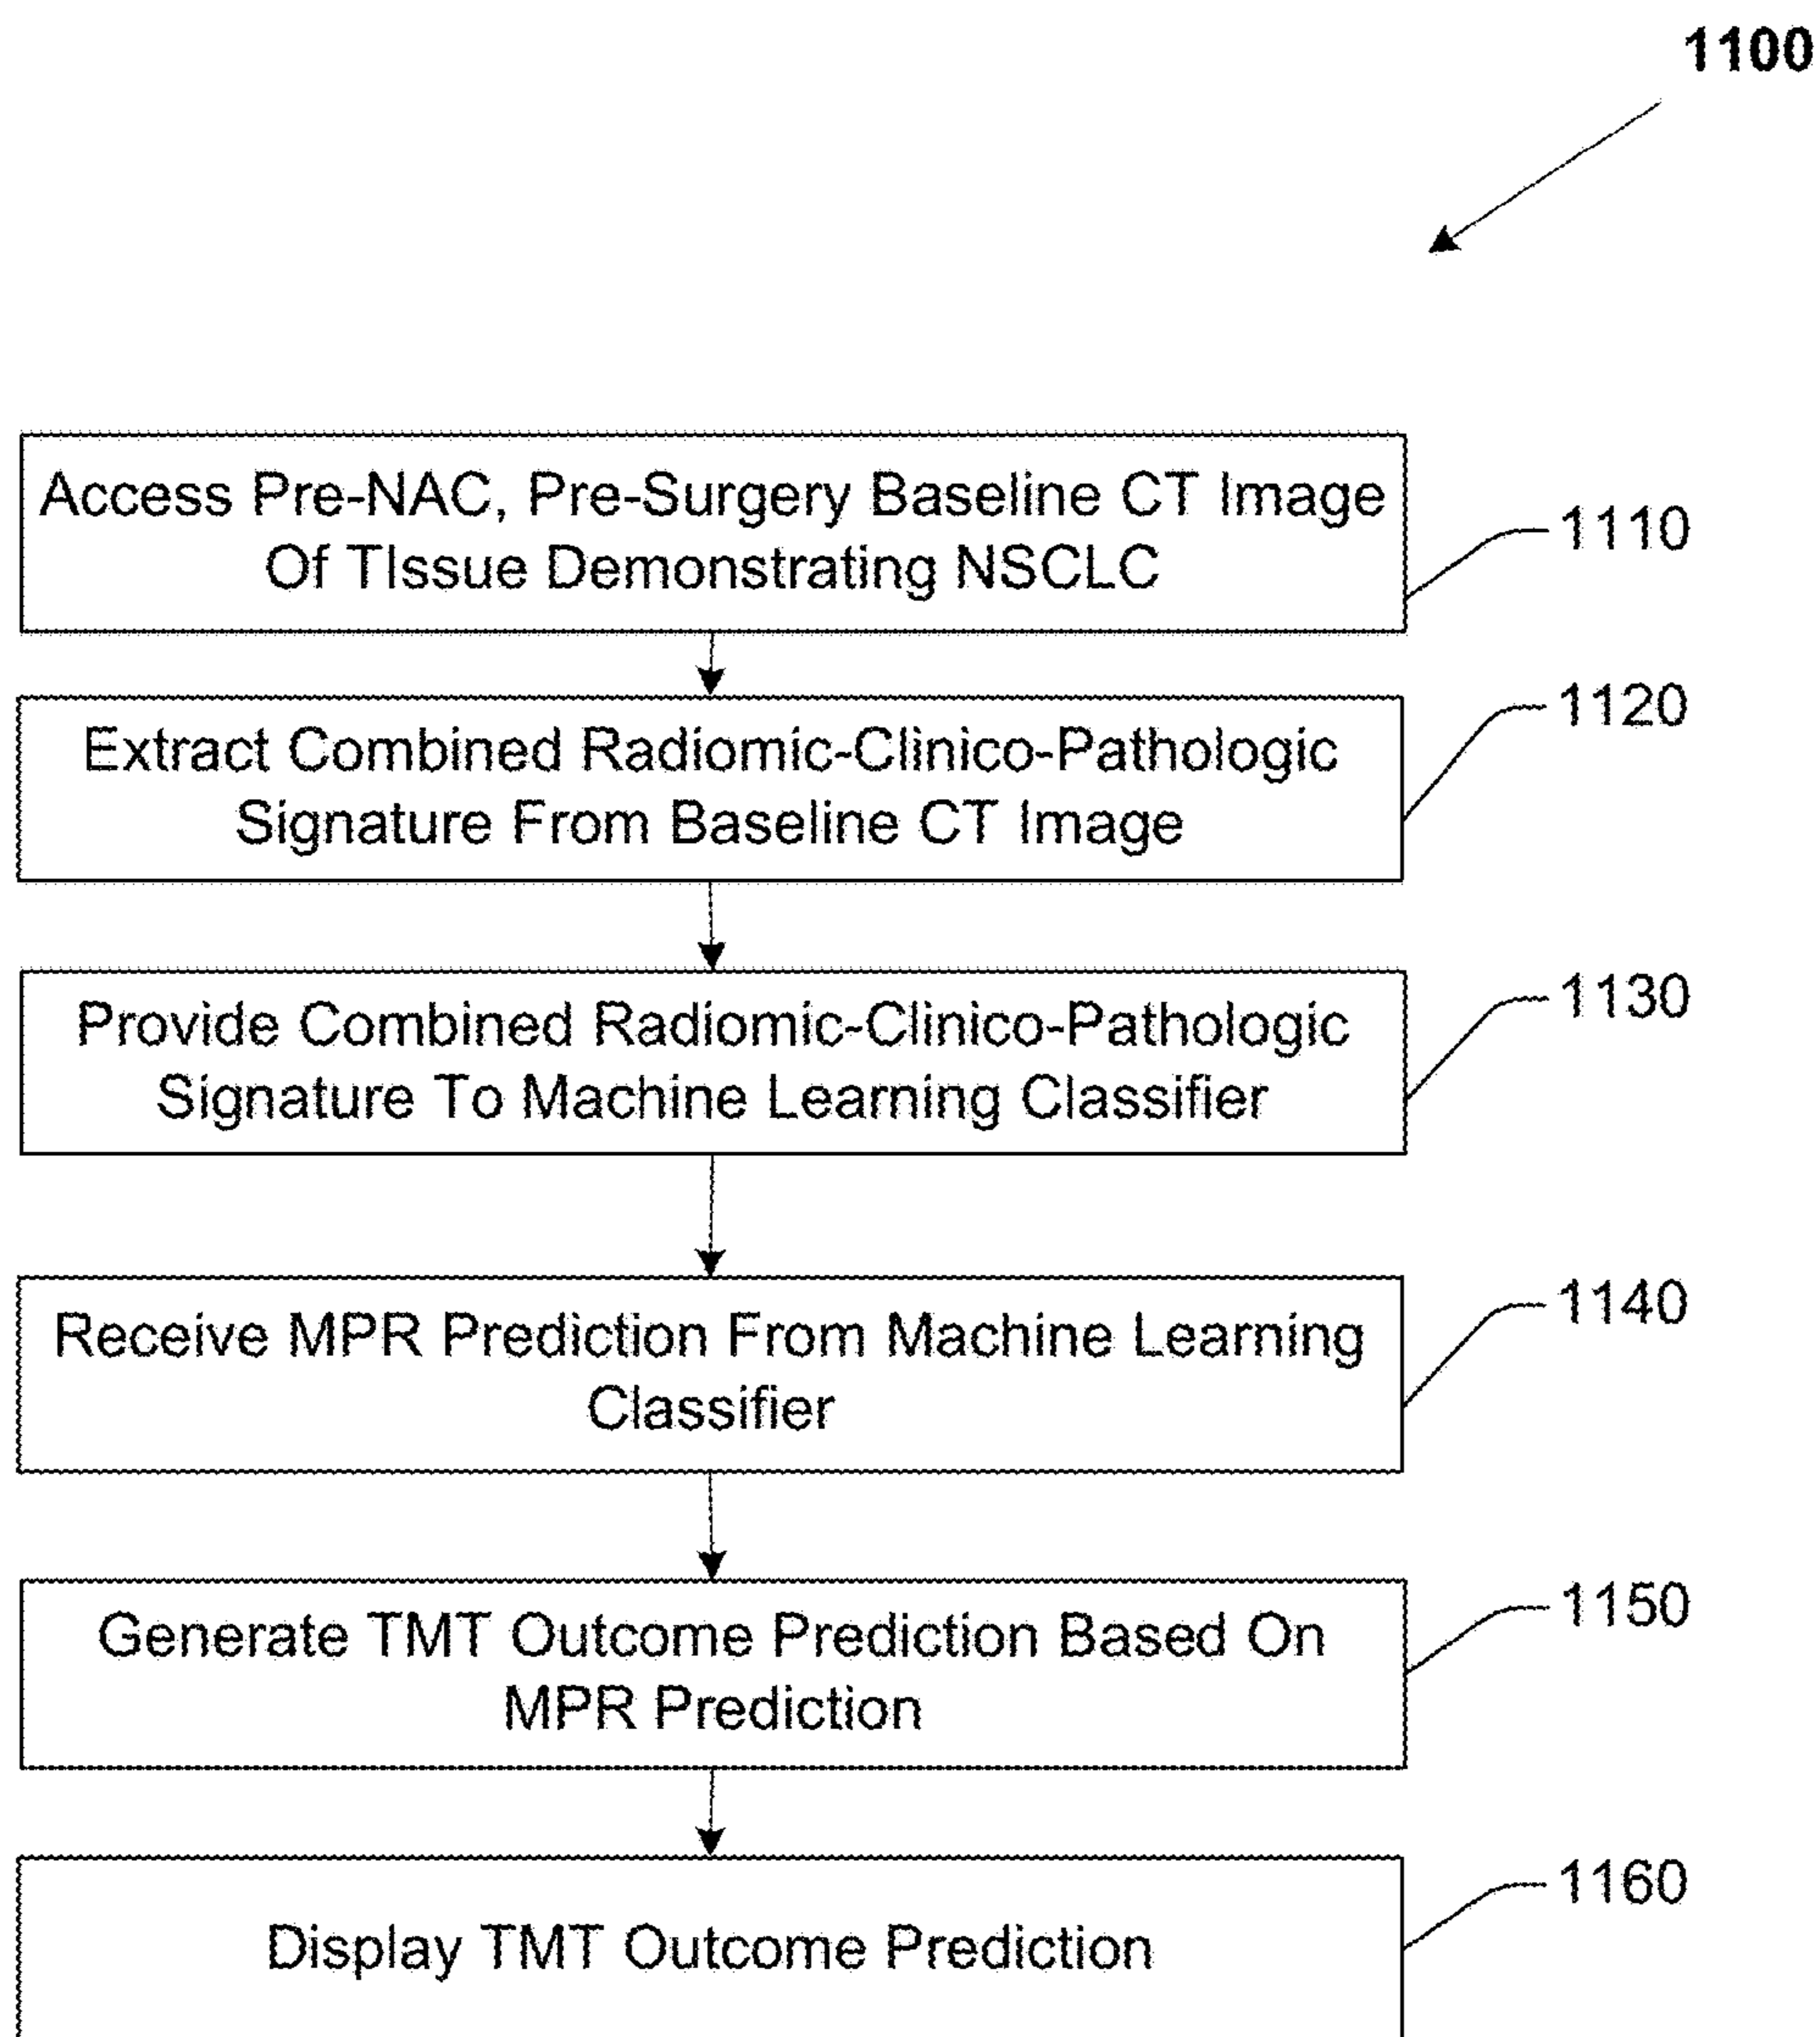 1100
Access Pre-NAC, Pre-Surgery Baseline CT Image
Of TIssue Demonstrating NSCLC
1110
Extract Combined Radiomic-Clinico-Pathologic
Signature From Baseline CT Image
1120
Provide Combined Radiomic-Clinico-Pathologic
Signature To Machine Learning Classifier
1130
Receive MPR Prediction From Machine Learning
Classifier
1140
Generate TMT Outcome Prediction Based On
MPR Prediction
1150
Display TMT Outcome Prediction
1160